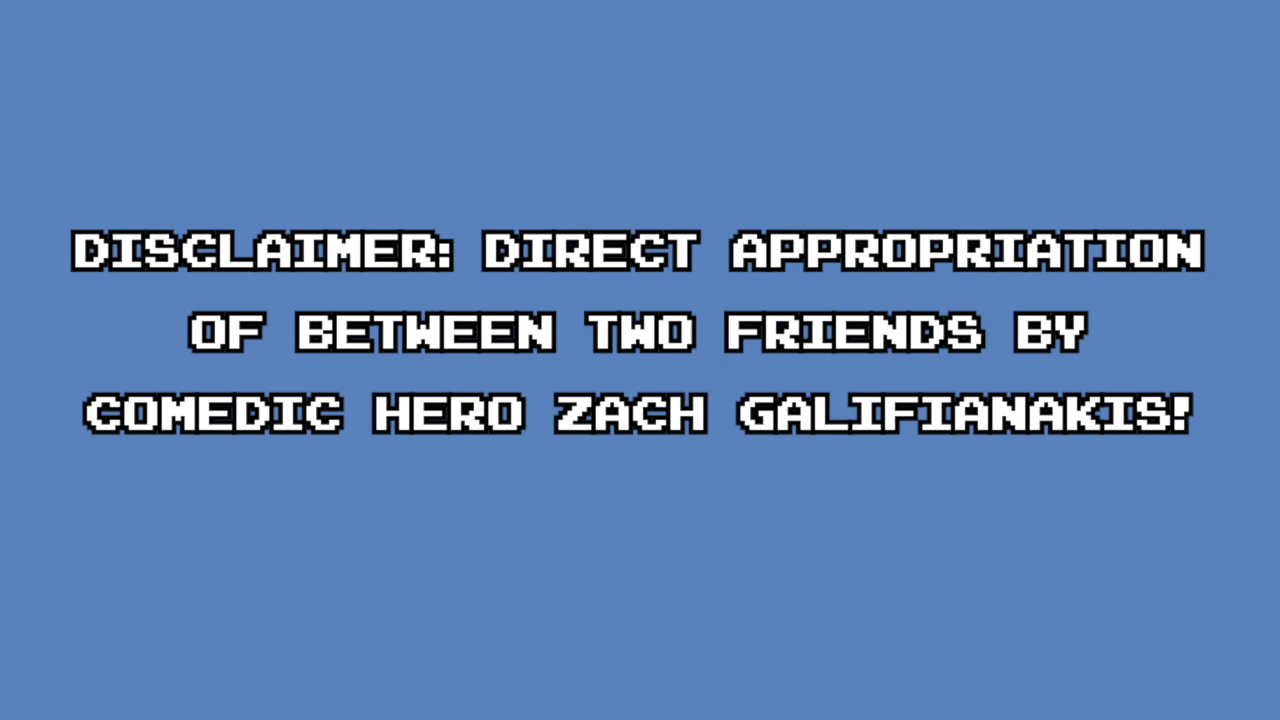 DISCLAIMER: DIRECT APPROPRIATION
OF BETWEEN TWO FRIENDS BY
COMEDIC HERO ZACH GALIFIANAKIS!